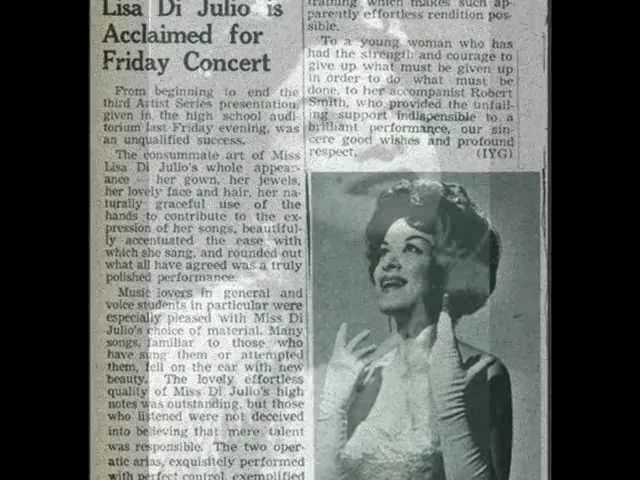 Lisa Di Julio is
Acclaimed for
Friday Concert
From beginning to end the
third Artist Series presentation,
given in the high school audi-
torium last Friday evening, was
an unqualified success.
The consummate art of Miss
Lisa Di Julio's whole appear-
ance — her gown, her jewels,
her lovely face and hair, her na-
turally graceful use of the
hands to contribute to the ex-
pression of her songs, beautiful-
ly accentuated the ease with
which she sang, and rounded out
what all have agreed was a truly
polished performance.
Music lovers in general and
voice students in particular were
especially pleased with Miss Di
Julio's choice of material. Many
songs, familiar to those who
have sung them or attempted
them, fell on the ear with new
beauty. The lovely effortless
quality of Miss Di Julio's high
notes was outstanding, but those
who listened were not deceived
into believing that mere talent
was responsible. The two oper-
atic arias, exquisitely performed
with perfect control, exemplified
training which makes such ap-
parently effortless rendition pos-
sible.
To a young woman who has
had the strength and courage to
give up what must be given up
in order to do what must be
done, to her accompanist Robert
Smith, who provided the unfail-
ing support indispensible to a
brilliant performance, our sin-
cere good wishes and profound
respect. (IYG)